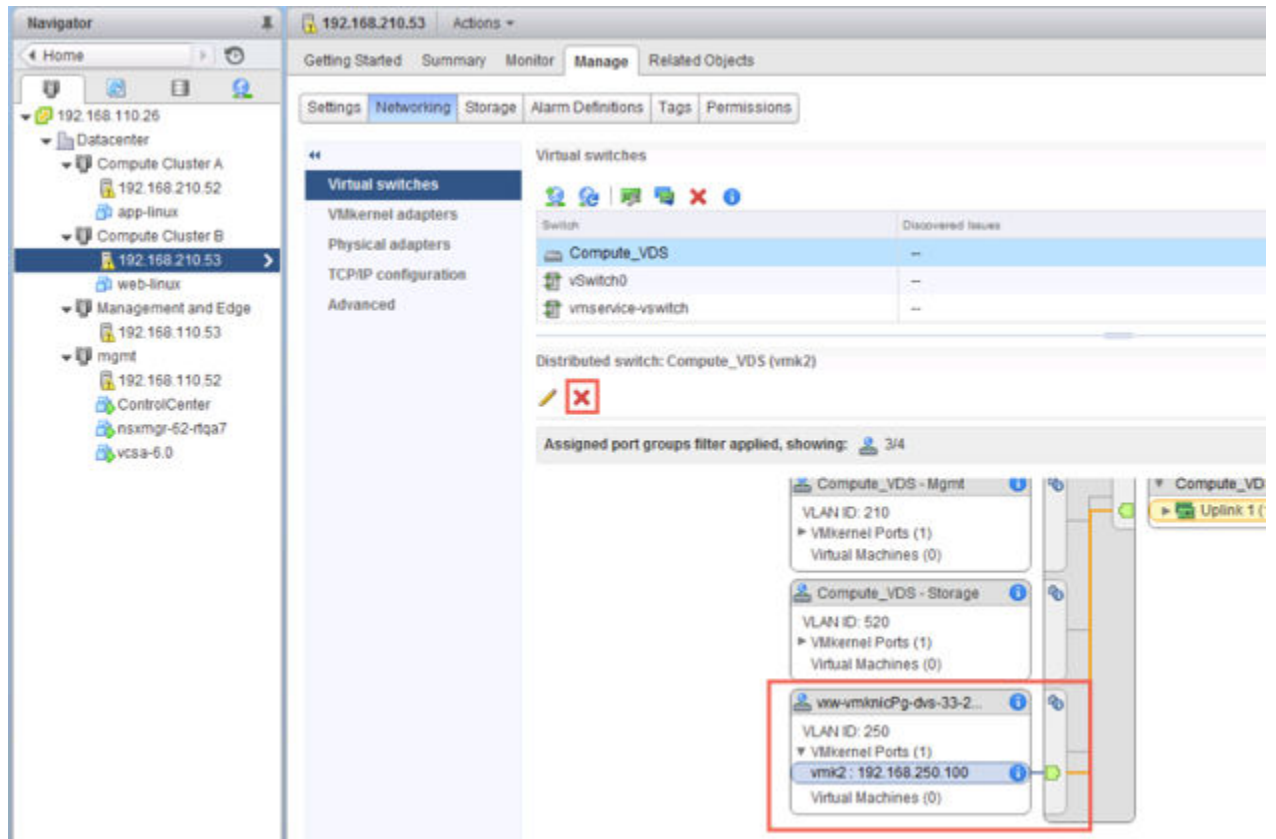 Navigator
192.168.210.53 Actions
Home
Getting Started Summary Monitor Manage Related Objects
Settings Networking Storage Alarm Definitions Tags Permissions
192.168.110.26
Datacenter
Compute Cluster A
192.168.210.52
app-linux
Compute Cluster B
192.168.210.53
web-linux
Management and Edge
192.168.110.53
mgmt
192.168.110.52
ControlCenter
nsxmgr-62-rtqa7
vcsa-6.0
Virtual switches
VMkernel adapters
Physical adapters
TCP/IP configuration
Advanced
Virtual switches
Switch Discovered Issues
Compute_VDS --
vSwitch0 --
vmservice-vswitch --
Distributed switch: Compute_VDS (vmk2)
Assigned port groups filter applied, showing: 3/4
Compute_VDS - Mgmt
VLAN ID: 210
VMkernel Ports (1)
Virtual Machines (0)
Compute_VD
Uplink 1 (
Compute_VDS - Storage
VLAN ID: 520
VMkernel Ports (1)
Virtual Machines (0)
vxw-vmknicPg-dvs-33-2...
VLAN ID: 250
VMkernel Ports (1)
vmk2 : 192.168.250.100
Virtual Machines (0)